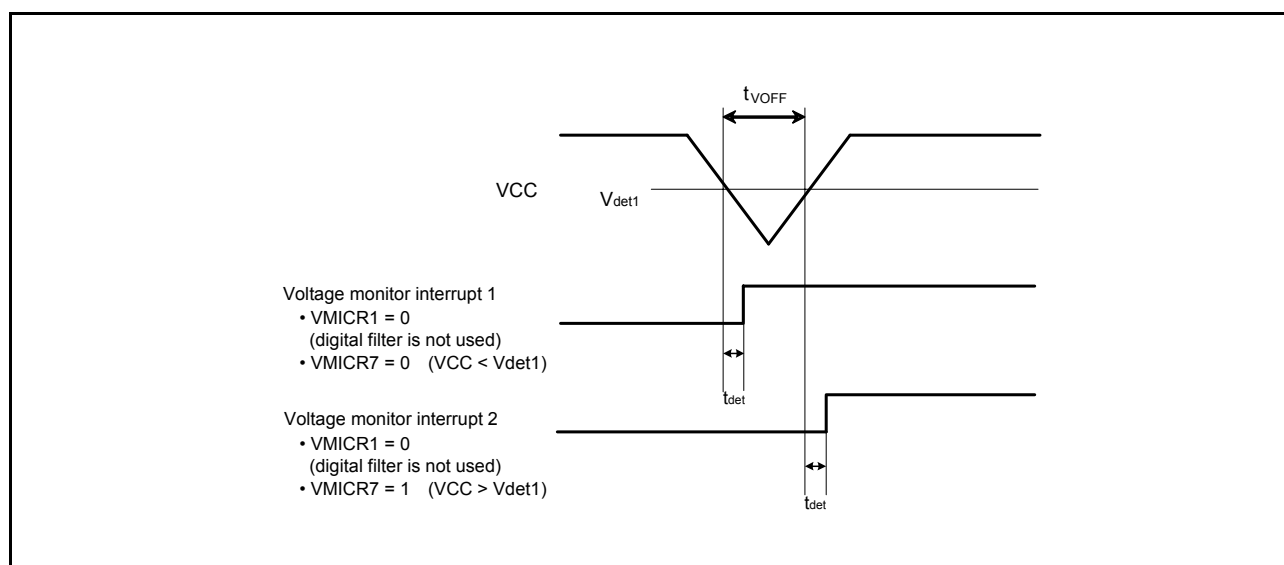 tVOFF
VCC
Vdet1
Voltage monitor interrupt 1
• VMICR1 = 0
(digital filter is not used)
• VMICR7 = 0 (VCC < Vdet1)
tdet
Voltage monitor interrupt 2
• VMICR1 = 0
(digital filter is not used)
• VMICR7 = 1 (VCC > Vdet1)
tdet